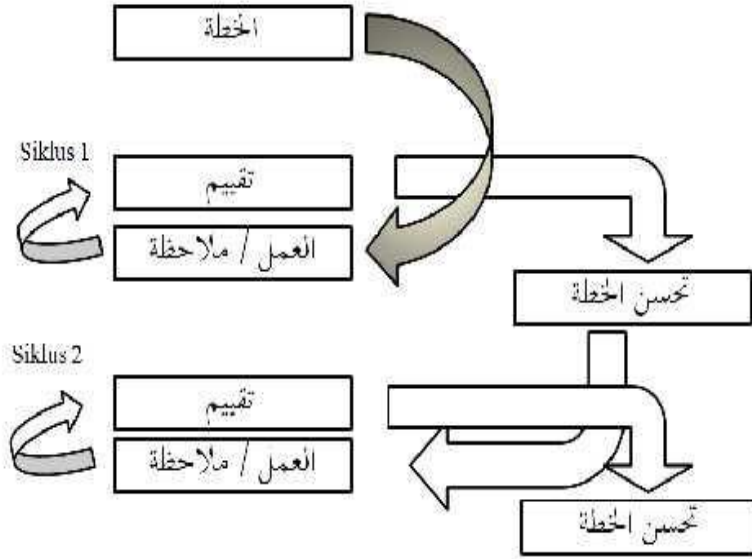 الخطة
Siklus 1
تقييم
العمل / ملاحظة
تحسن الخطة
Siklus 2
تقييم
العمل / ملاحظة
تحسن الخطة